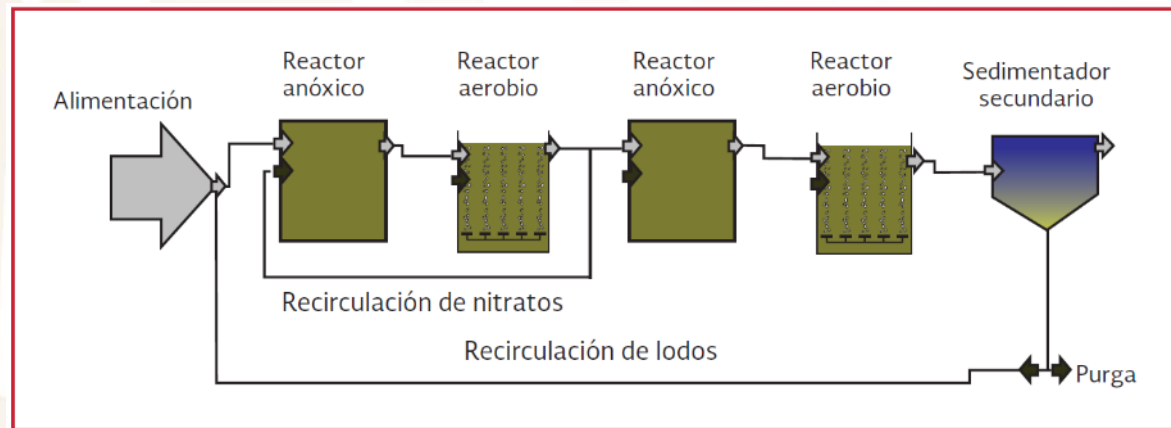 Alimentación
Reactor
anóxico
Reactor
aerobio
Reactor
anóxico
Reactor
aerobio
Sedimentador
secundario
Recirculación de nitratos
Recirculación de lodos
Purga